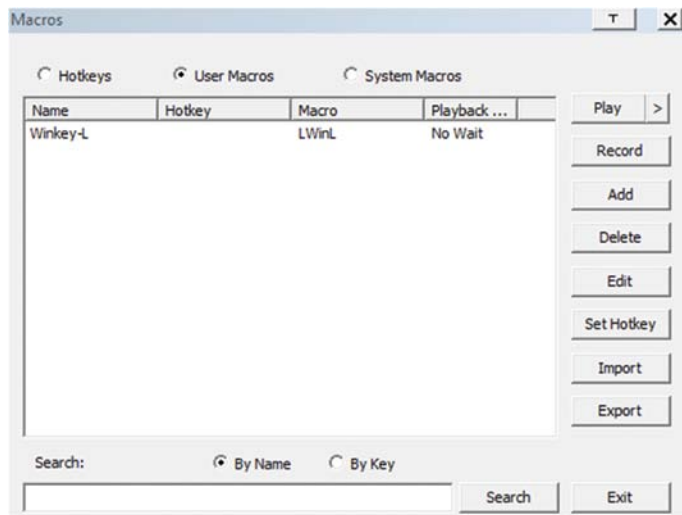 Macros T X
Hotkeys User Macros System Macros
Name Hotkey Macro Playback ... Play >
Winkey-L LWinL No Wait
Record
Add
Delete
Edit
Set Hotkey
Import
Export
Search: By Name By Key
Search Exit